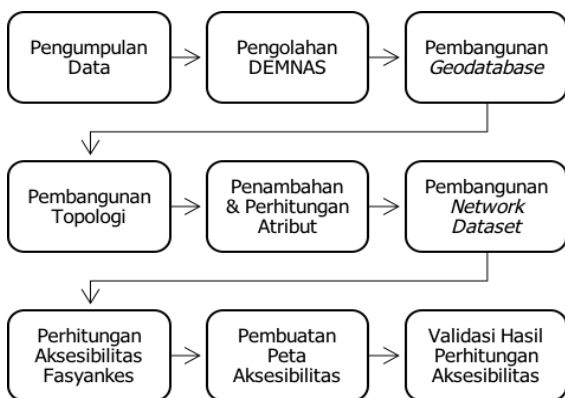 Pengumpulan
Data
Pengolahan
DEMNAS
Pembangunan
Geodatabase
Pembangunan
Topologi
Penambahan
& Perhitungan
Atribut
Pembangunan
Network
Dataset
Perhitungan
Aksesibilitas
Fasyankes
Pembuatan
Peta
Aksesibilitas
Validasi Hasil
Perhitungan
Aksesibilitas